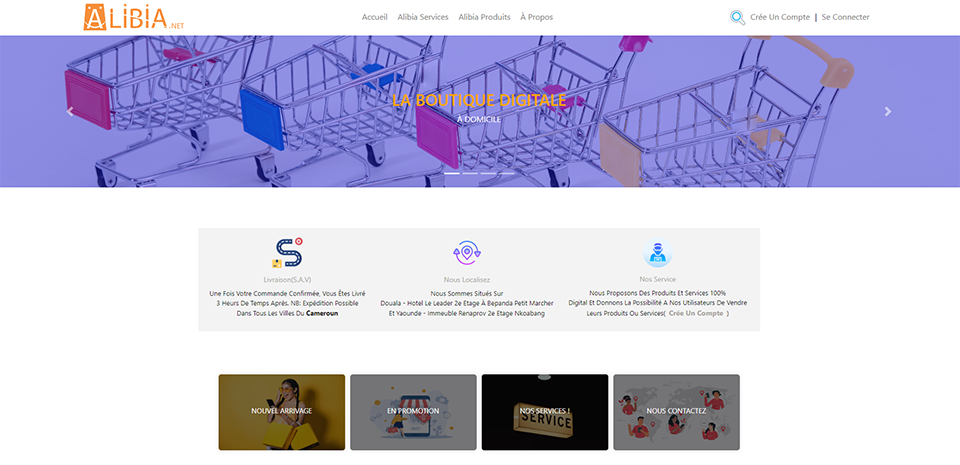 ALIBIA.NET
Accueil Alibia Services Alibia Produits À Propos
Crée Un Compte | Se Connecter
LA BOUTIQUE DIGITALE
À DOMICILE
Livraison(S.A.V)
Une Fois Votre Commande Confirmée, Vous Êtes Livré
3 Heurs De Temps Après. NB: Expédition Possible
Dans Tous Les Villes Du Cameroun
Nous Localisez
Nous Sommes Situés Sur
Douala - Hotel Le Leader 2e Etage À Bepanda Petit Marcher
Et Yaounde - Immeuble Renaprov 2e Etage Nkoabang
Nos Service
Nous Proposons Des Produits Et Services 100%
Digital Et Donnons La Possibilité A Nos Utilisateurs De Vendre
Leurs Produits Ou Services( Crée Un Compte )
NOUVEL ARRIVAGE
EN PROMOTION
NOS SERVICES !
SERVICE
NOUS CONTACTEZ